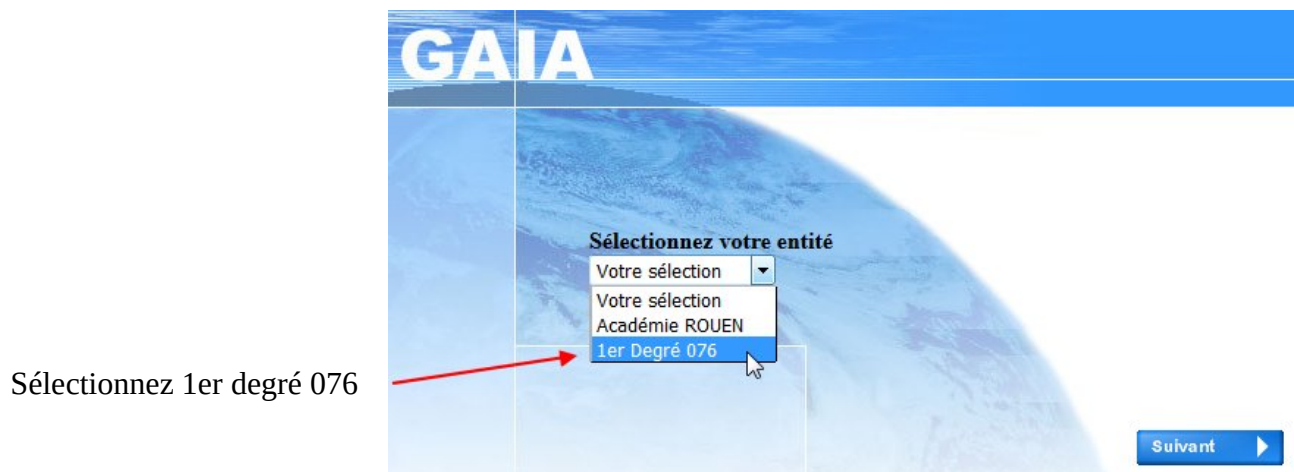 GAIA
Sélectionnez votre entité
Votre sélection
Votre sélection
Académie ROUEN
1er Degré 076
Sélectionnez 1er degré 076
Suivant